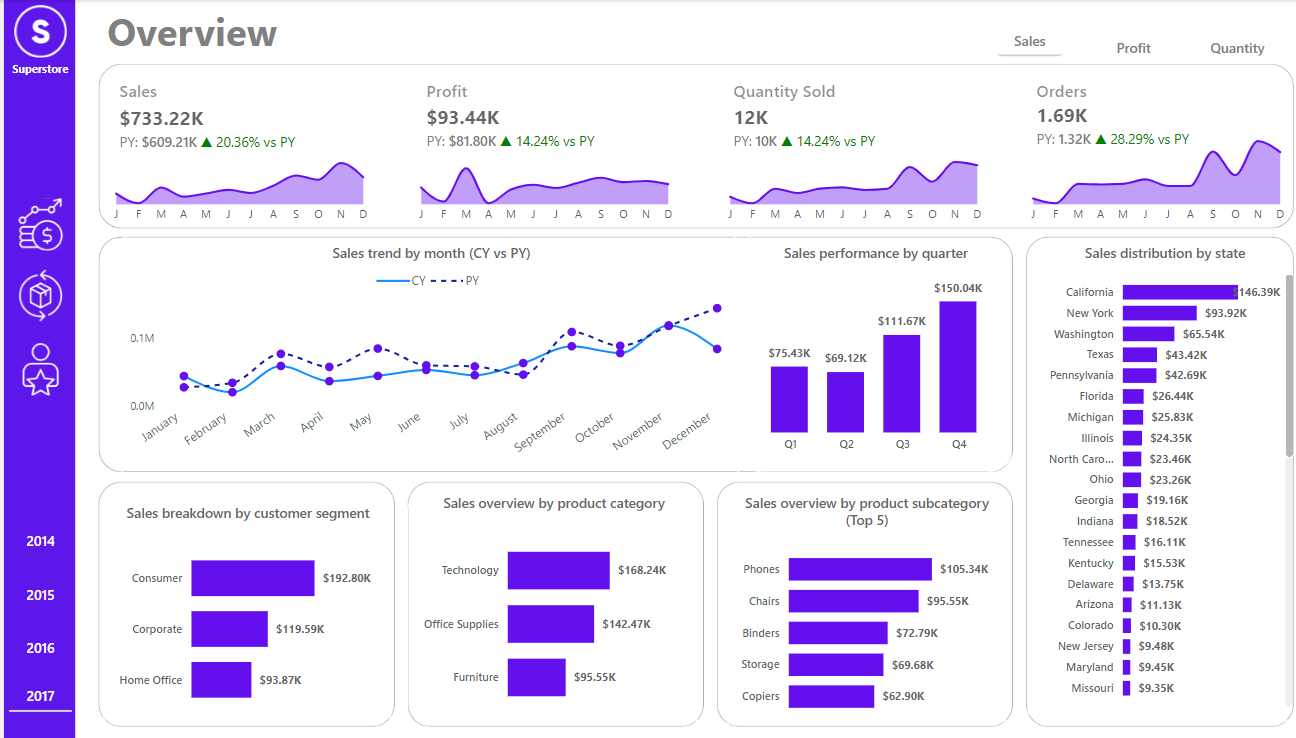 S
Superstore
2014
2015
2016
2017
Overview
Sales
Profit
Quantity
Sales
$733.22K
PY: $609.21K ▲ 20.36% vs PY
J F M A M J J A S O N D
Profit
$93.44K
PY: $81.80K ▲ 14.24% vs PY
J F M A M J J A S O N D
Quantity Sold
12K
PY: 10K ▲ 14.24% vs PY
J F M A M J J A S O N D
Orders
1.69K
PY: 1.32K ▲ 28.29% vs PY
J F M A M J J A S O N D
Sales trend by month (CY vs PY)
CY PY
0.1M
0.0M
January February March April May June July August September October November December
Sales performance by quarter
$75.43K $69.12K $111.67K $150.04K
Q1 Q2 Q3 Q4
Sales distribution by state
California $146.39K
New York $93.92K
Washington $65.54K
Texas $43.42K
Pennsylvania $42.69K
Florida $26.44K
Michigan $25.83K
Illinois $24.35K
North Caro... $23.46K
Ohio $23.26K
Georgia $19.16K
Indiana $18.52K
Tennessee $16.11K
Kentucky $15.53K
Delaware $13.75K
Arizona $11.13K
Colorado $10.30K
New Jersey $9.48K
Maryland $9.45K
Missouri $9.35K
Sales breakdown by customer segment
Consumer $192.80K
Corporate $119.59K
Home Office $93.87K
Sales overview by product category
Technology $168.24K
Office Supplies $142.47K
Furniture $95.55K
Sales overview by product subcategory
(Top 5)
Phones $105.34K
Chairs $95.55K
Binders $72.79K
Storage $69.68K
Copiers $62.90K